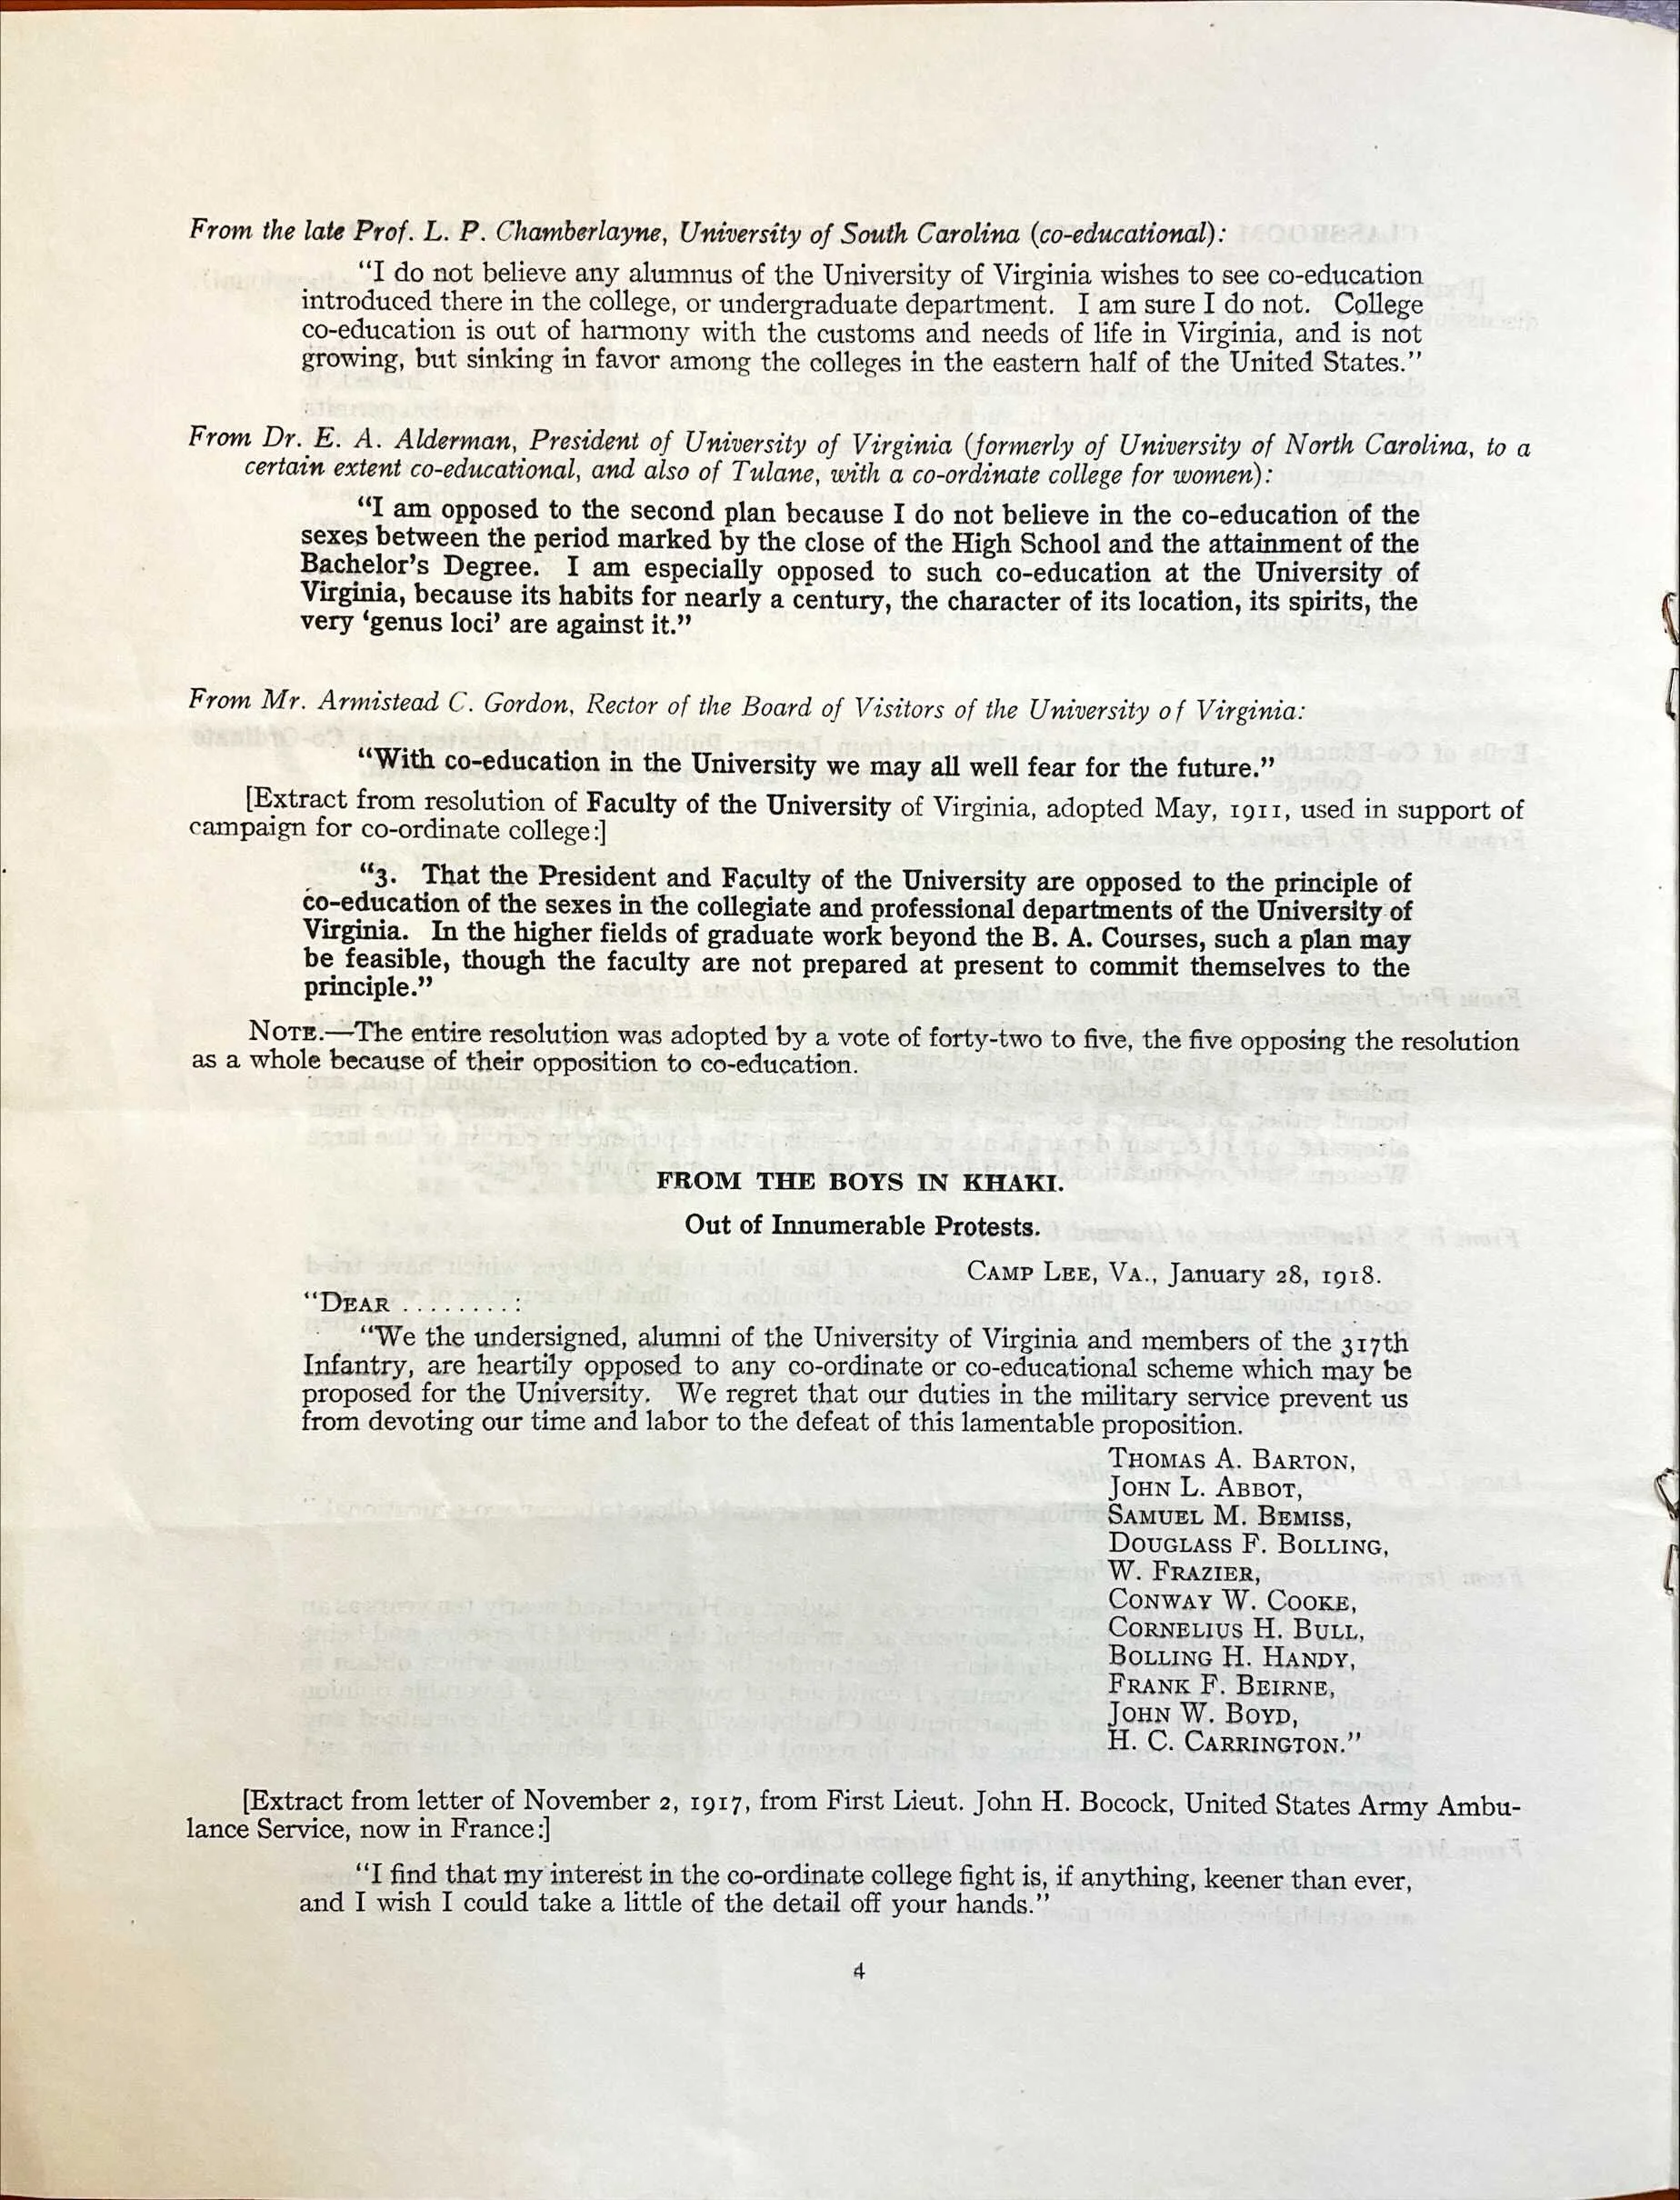 From the late Prof. L. P. Chamberlayne, University of South Carolina (co-educational):
“I do not believe any alumnus of the University of Virginia wishes to see co-education
introduced there in the college, or undergraduate department. I am sure I do not. College
co-education is out of harmony with the customs and needs of life in Virginia, and is not
growing, but sinking in favor among the colleges in the eastern half of the United States.”
From Dr. E. A. Alderman, President of University of Virginia (formerly of University of North Carolina, to a
certain extent co-educational, and also of Tulane, with a co-ordinate college for women):
“I am opposed to the second plan because I do not believe in the co-education of the
sexes between the period marked by the close of the High School and the attainment of the
Bachelor’s Degree. I am especially opposed to such co-education at the University of
Virginia, because its habits for nearly a century, the character of its location, its spirits, the
very ‘genus loci’ are against it.”
From Mr. Armistead C. Gordon, Rector of the Board of Visitors of the University of Virginia:
“With co-education in the University we may all well fear for the future.”
[Extract from resolution of Faculty of the University of Virginia, adopted May, 1911, used in support of
campaign for co-ordinate college:]
“3. That the President and Faculty of the University are opposed to the principle of
co-education of the sexes in the collegiate and professional departments of the University of
Virginia. In the higher fields of graduate work beyond the B. A. Courses, such a plan may
be feasible, though the faculty are not prepared at present to commit themselves to the
principle.”
NOTE.—The entire resolution was adopted by a vote of forty-two to five, the five opposing the resolution
as a whole because of their opposition to co-education.
FROM THE BOYS IN KHAKI.
Out of Innumerable Protests.
CAMP LEE, VA., January 28, 1918.
“DEAR .........:
“We the undersigned, alumni of the University of Virginia and members of the 317th
Infantry, are heartily opposed to any co-ordinate or co-educational scheme which may be
proposed for the University. We regret that our duties in the military service prevent us
from devoting our time and labor to the defeat of this lamentable proposition.
THOMAS A. BARTON,
JOHN L. ABBOT,
SAMUEL M. BEMISS,
DOUGLASS F. BOLLING,
W. FRAZIER,
CONWAY W. COOKE,
CORNELIUS H. BULL,
BOLLING H. HANDY,
FRANK F. BEIRNE,
JOHN W. BOYD,
H. C. CARRINGTON.”
[Extract from letter of November 2, 1917, from First Lieut. John H. Bocock, United States Army Ambu-
lance Service, now in France:]
“I find that my interest in the co-ordinate college fight is, if anything, keener than ever,
and I wish I could take a little of the detail off your hands.”
4